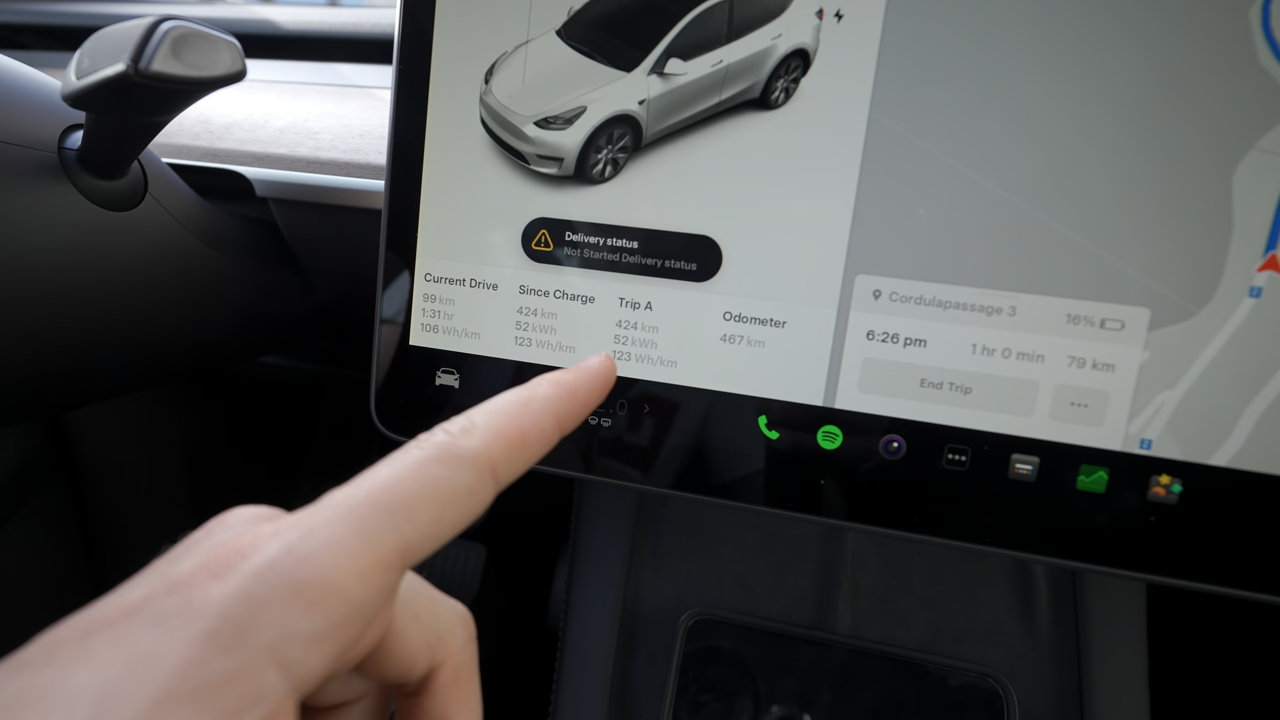 Delivery status
Not Started Delivery status
Current Drive
99 km
1:31 hr
106 Wh/km
Since Charge
424 km
52 kWh
123 Wh/km
Trip A
424 km
52 kWh
123 Wh/km
Odometer
467 km
Cordulapassage 3
16%
6:26 pm
1 hr 0 min
79 km
End Trip